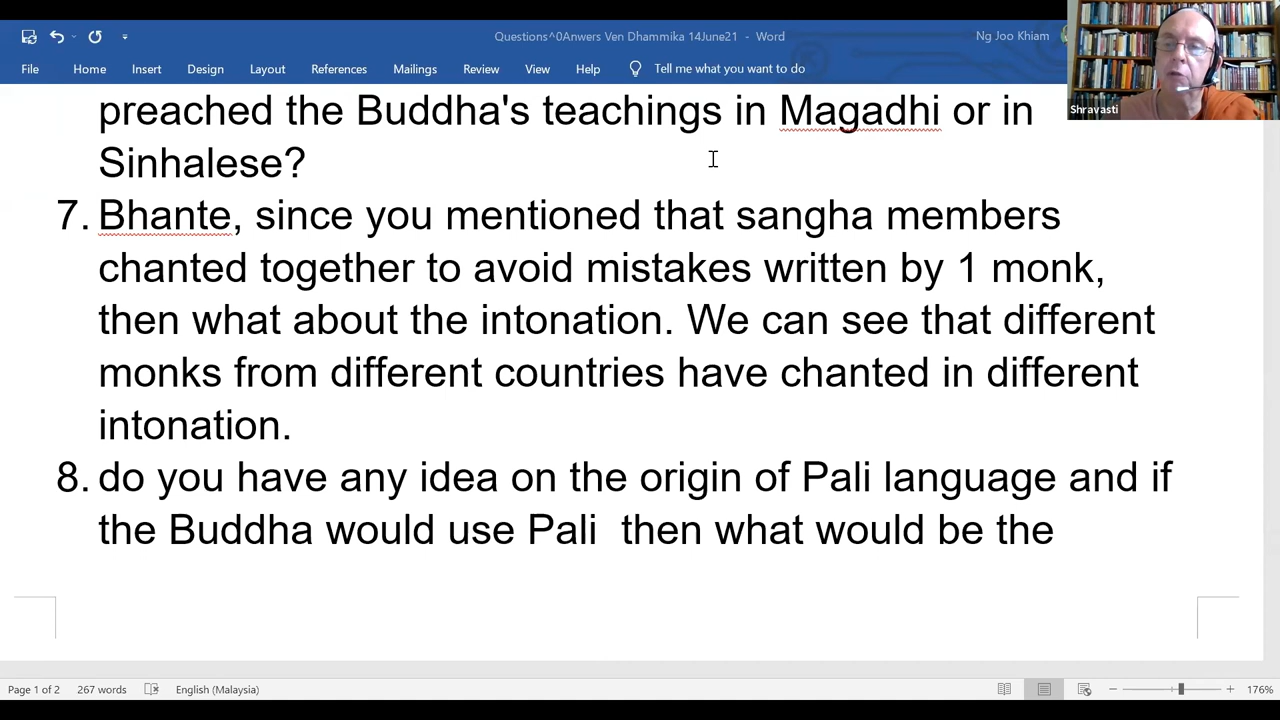 Questions^0Anwers Ven Dhammika 14June21 - Word
Ng Joo Khiam
File Home Insert Design Layout References Mailings Review View Help Tell me what you want to do
Shravasti
preached the Buddha's teachings in Magadhi or in
Sinhalese?
7. Bhante, since you mentioned that sangha members
chanted together to avoid mistakes written by 1 monk,
then what about the intonation. We can see that different
monks from different countries have chanted in different
intonation.
8. do you have any idea on the origin of Pali language and if
the Buddha would use Pali  then what would be the
Page 1 of 2 267 words English (Malaysia) 176%